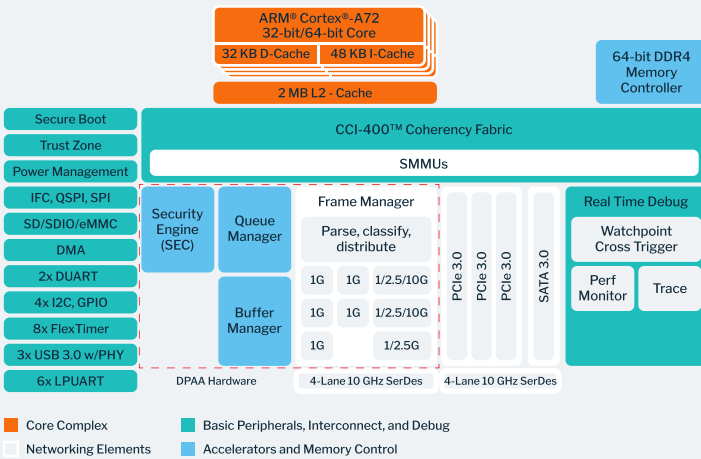 ARM® Cortex®-A72
32-bit/64-bit Core
32 KB D-Cache
48 KB I-Cache
2 MB L2 - Cache
64-bit DDR4
Memory
Controller
Secure Boot
Trust Zone
Power Management
IFC, QSPI, SPI
SD/SDIO/eMMC
DMA
2x DUART
4x I2C, GPIO
8x FlexTimer
3x USB 3.0 w/PHY
6x LPUART
CCI-400™ Coherency Fabric
SMMUs
Security
Engine
(SEC)
Queue
Manager
Buffer
Manager
DPAA Hardware
Frame Manager
Parse, classify,
distribute
1G
1G
1/2.5/10G
1G
1G
1/2.5/10G
1G
1/2.5G
4-Lane 10 GHz SerDes
PCIe 3.0
PCIe 3.0
PCIe 3.0
SATA 3.0
4-Lane 10 GHz SerDes
Real Time Debug
Watchpoint
Cross Trigger
Perf
Monitor
Trace
Core Complex
Basic Peripherals, Interconnect, and Debug
Networking Elements
Accelerators and Memory Control